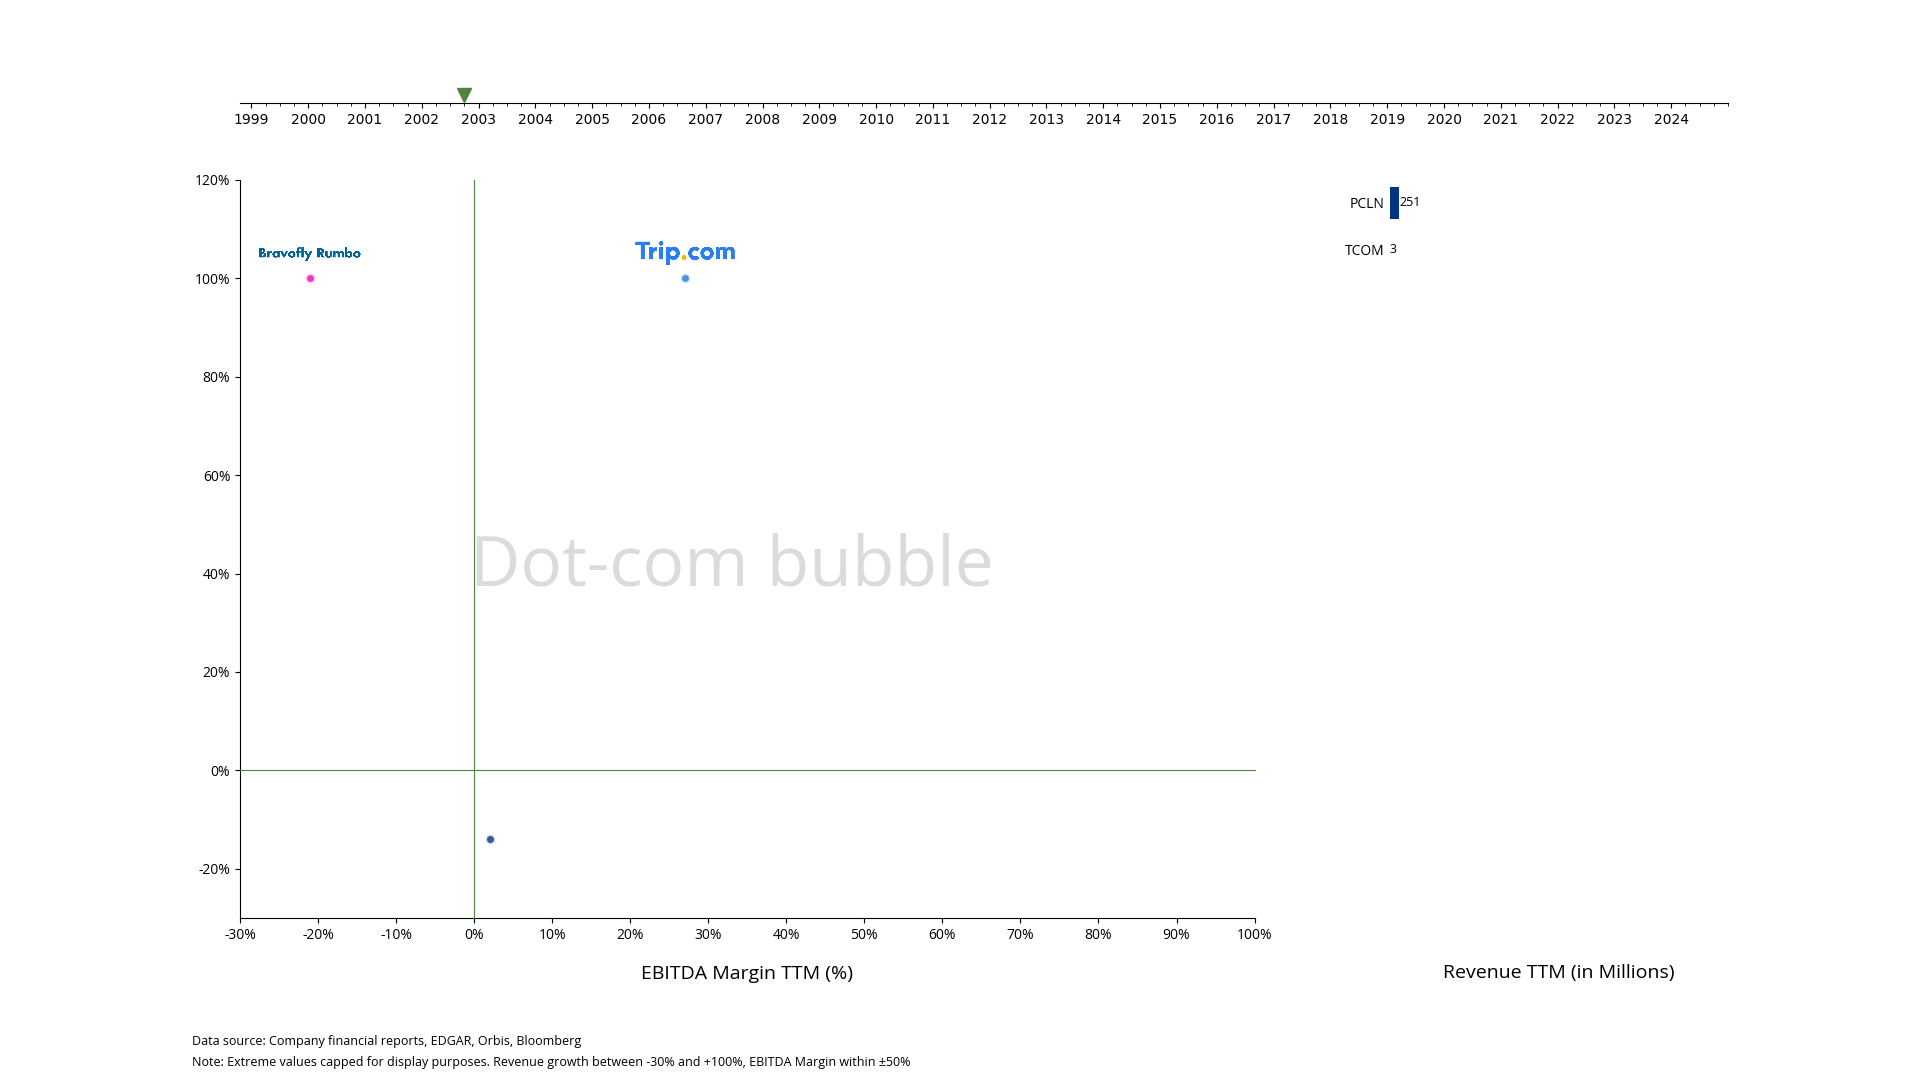 1999 2000 2001 2002 2003 2004 2005 2006 2007 2008 2009 2010 2011 2012 2013 2014 2015 2016 2017 2018 2019 2020 2021 2022 2023 2024
120%
PCLN 251
Bravofly Rumbo
Trip.com
TCOM 3
100%
80%
60%
Dot-com bubble
40%
20%
0%
-20%
-30% -20% -10% 0% 10% 20% 30% 40% 50% 60% 70% 80% 90% 100%
EBITDA Margin TTM (%)
Revenue TTM (in Millions)
Data source: Company financial reports, EDGAR, Orbis, Bloomberg
Note: Extreme values capped for display purposes. Revenue growth between -30% and +100%, EBITDA Margin within ±50%